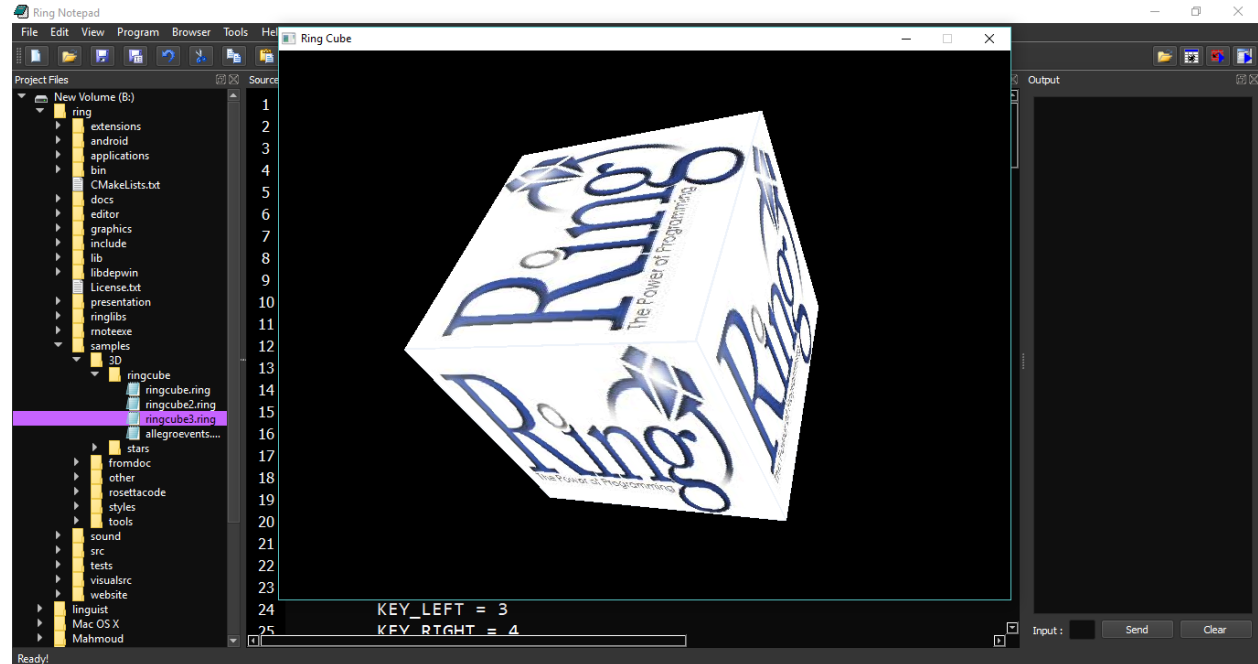 Ring Notepad
File Edit View Program Browser Tools Hel
Ring Cube
Project Files
Source
Output
New Volume (B:)
ring
extensions
android
applications
bin
CMakeLists.txt
docs
editor
graphics
include
lib
libdepwin
License.txt
presentation
ringlibs
rnoteexe
samples
3D
ringcube
ringcube.ring
ringcube2.ring
ringcube3.ring
allegroevents....
stars
fromdoc
other
rosettacode
styles
tools
sound
src
tests
visualsrc
website
linguist
Mac OS X
Mahmoud
1
2
3
4
5
6
7
8
9
10
11
12
13
14
15
16
17
18
19
20
21
22
23
24 KEY_LEFT = 3
25 KEY_RIGHT = 4
Ring
The Power of Programming
Ring
The Power of Programming
Ring
Input :
Send
Clear
Ready!